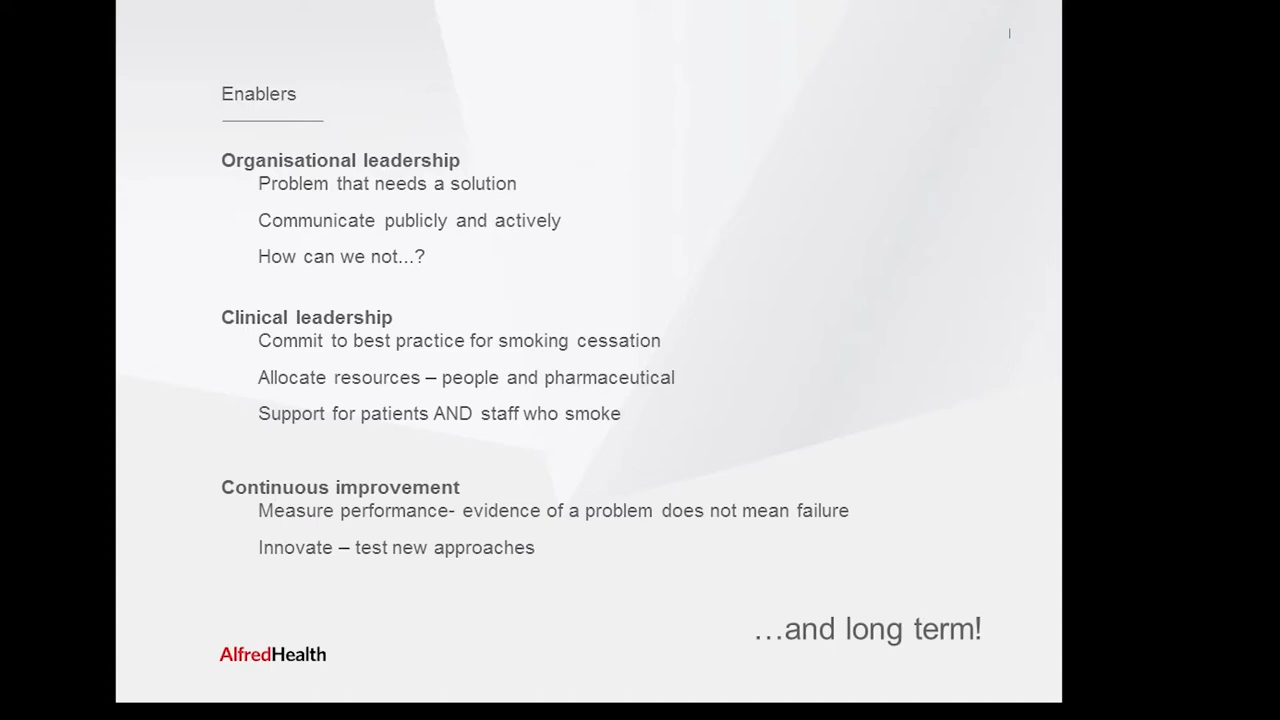 Enablers
Organisational leadership
Problem that needs a solution
Communicate publicly and actively
How can we not...?
Clinical leadership
Commit to best practice for smoking cessation
Allocate resources – people and pharmaceutical
Support for patients AND staff who smoke
Continuous improvement
Measure performance- evidence of a problem does not mean failure
Innovate – test new approaches
…and long term!
AlfredHealth